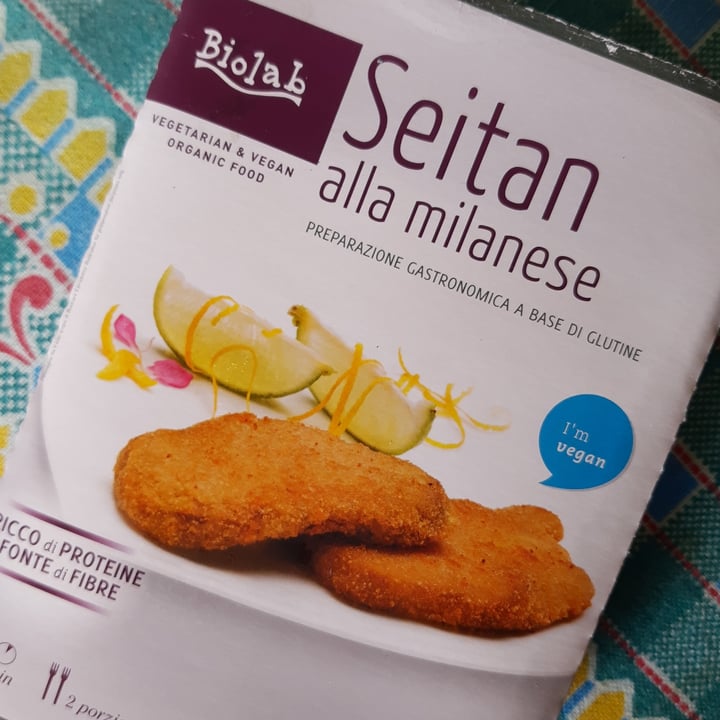 Biolab
VEGETARIAN & VEGAN
ORGANIC FOOD
Seitan
alla milanese
PREPARAZIONE GASTRONOMICA A BASE DI GLUTINE
I'm
vegan
RICCO di PROTEINE
FONTE di FIBRE
2